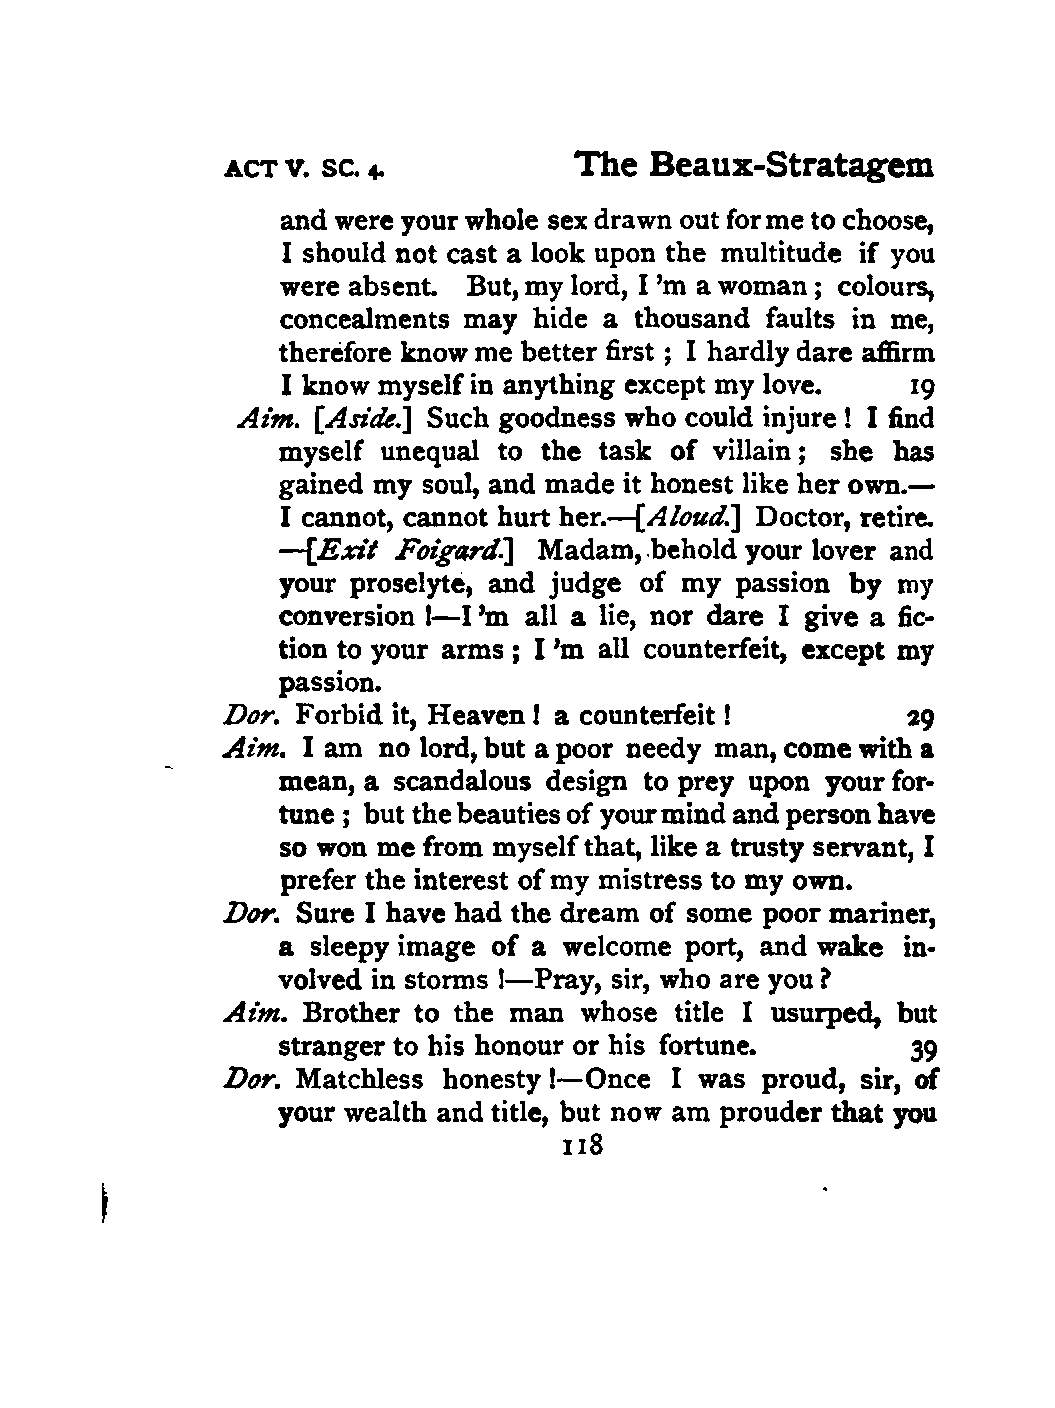 ACT V. SC. 4. The Beaux-Stratagem
and were your whole sex drawn out for me to choose,
I should not cast a look upon the multitude if you
were absent. But, my lord, I 'm a woman ; colours,
concealments may hide a thousand faults in me,
therefore know me better first ; I hardly dare affirm
I know myself in anything except my love. 19
Aim. [Aside.] Such goodness who could injure ! I find
myself unequal to the task of villain ; she has
gained my soul, and made it honest like her own.—
I cannot, cannot hurt her.—[Aloud.] Doctor, retire.
—[Exit Foigard.] Madam, behold your lover and
your proselyte, and judge of my passion by my
conversion !—I 'm all a lie, nor dare I give a fic-
tion to your arms ; I 'm all counterfeit, except my
passion.
Dor. Forbid it, Heaven ! a counterfeit ! 29
Aim. I am no lord, but a poor needy man, come with a
mean, a scandalous design to prey upon your for-
tune ; but the beauties of your mind and person have
so won me from myself that, like a trusty servant, I
prefer the interest of my mistress to my own.
Dor. Sure I have had the dream of some poor mariner,
a sleepy image of a welcome port, and wake in-
volved in storms !—Pray, sir, who are you ?
Aim. Brother to the man whose title I usurped, but
stranger to his honour or his fortune. 39
Dor. Matchless honesty !—Once I was proud, sir, of
your wealth and title, but now am prouder that you
118